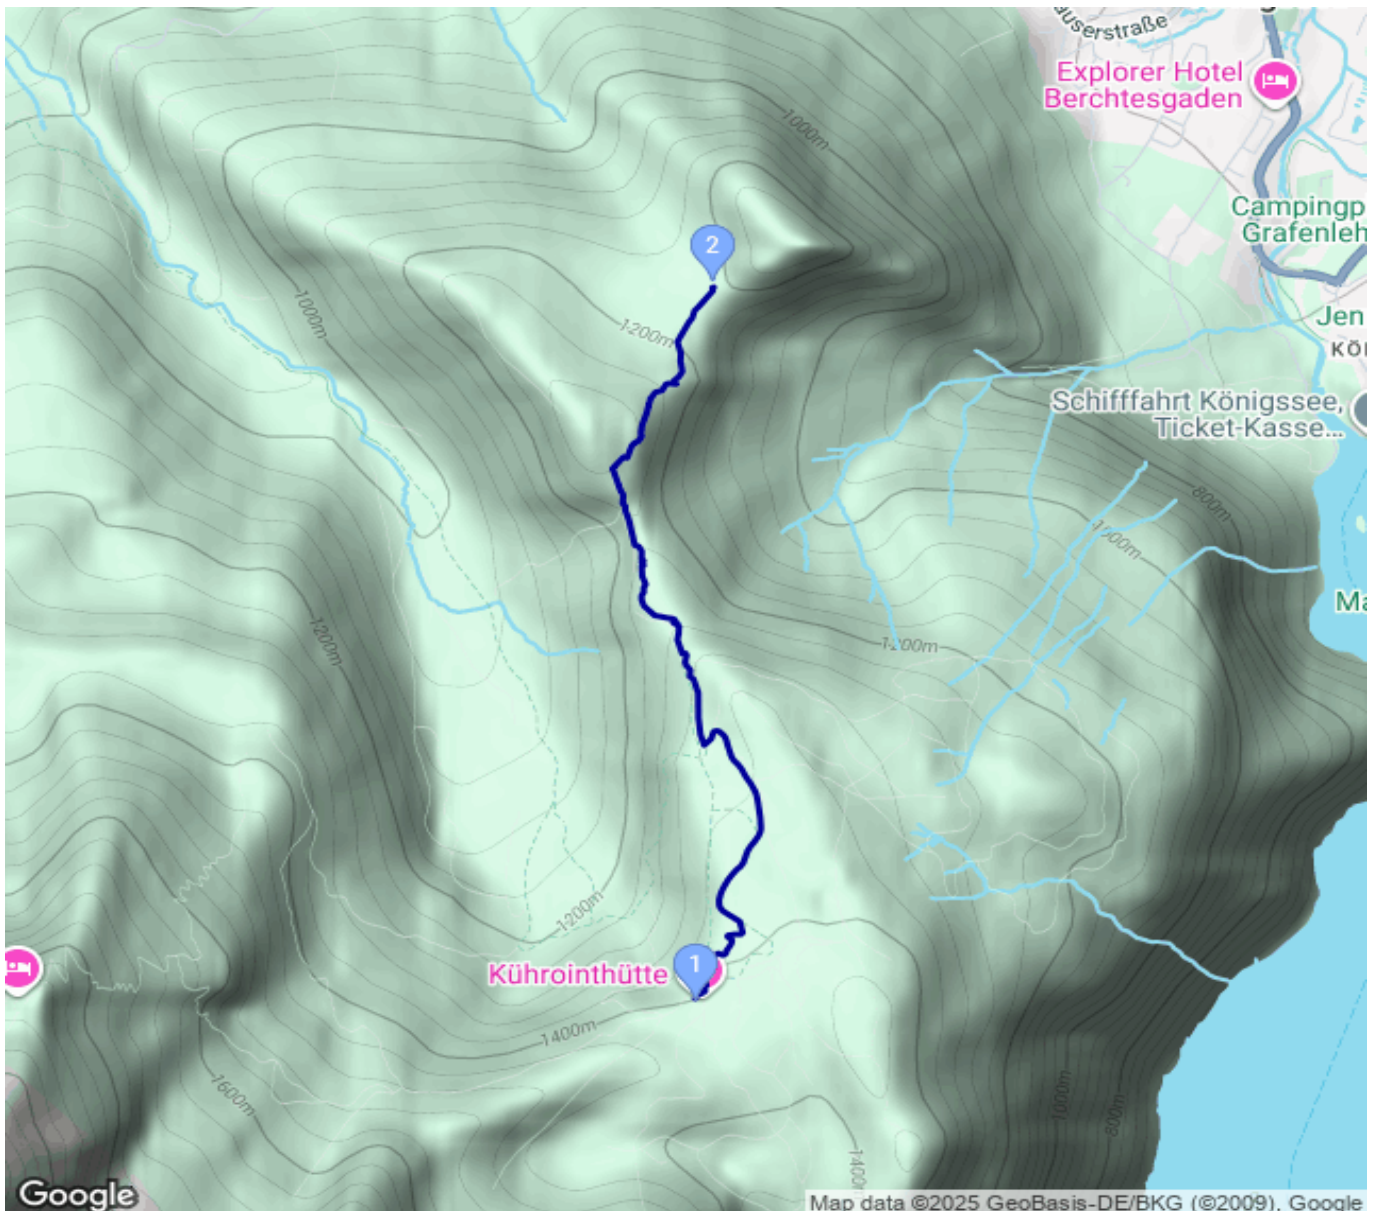 auserstraße
Explorer Hotel
Berchtesgaden
1000m
Campingp
Grafenleh
2
1000m
1200m
Jen
KÖ
Schifffahrt Königssee,
Ticket-Kasse...
800m
1000m
Ma
1200m
1200m
1200m
1
Kührointhütte
1400m
1600m
1000m
800m
1400m
Google
Map data ©2025 GeoBasis-DE/BKG (©2009), Google